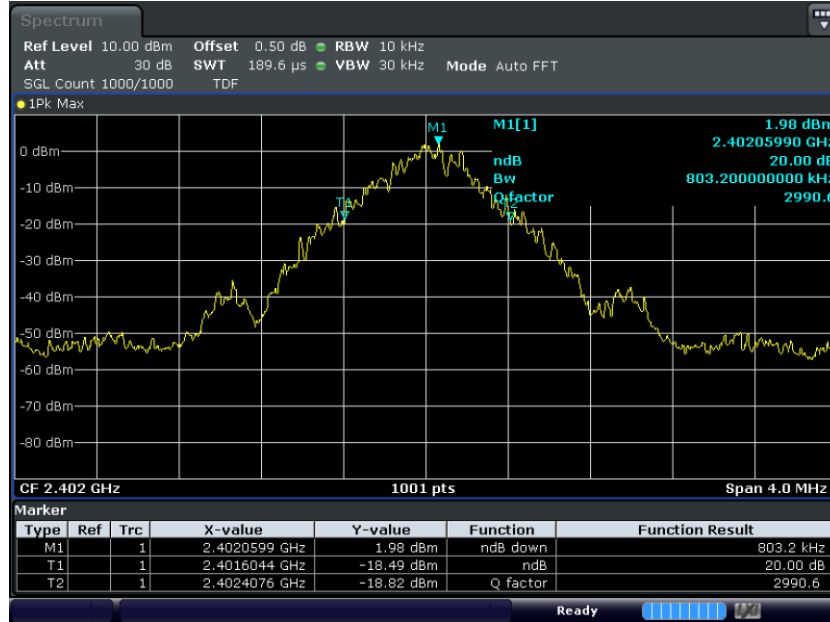 Spectrum
Ref Level 10.00 dBm Offset 0.50 dB RBW 10 kHz
Att 30 dB SWT 189.6 µs VBW 30 kHz Mode Auto FFT
SGL Count 1000/1000 TDF
1Pk Max
M1 M1[1] 1.98 dBm
2.40205990 GHz
0 dBm
ndB 20.00 dB
Bw 803.200000000 kHz
-10 dBm
T1 Q factor 2990.6
T2
-20 dBm
-30 dBm
-40 dBm
-50 dBm
-60 dBm
-70 dBm
-80 dBm
CF 2.402 GHz 1001 pts Span 4.0 MHz
Marker
Type Ref Trc X-value Y-value Function Function Result
M1 1 2.4020599 GHz 1.98 dBm ndB down 803.2 kHz
T1 1 2.4016044 GHz -18.49 dBm ndB 20.00 dB
T2 1 2.4024076 GHz -18.82 dBm Q factor 2990.6
Ready